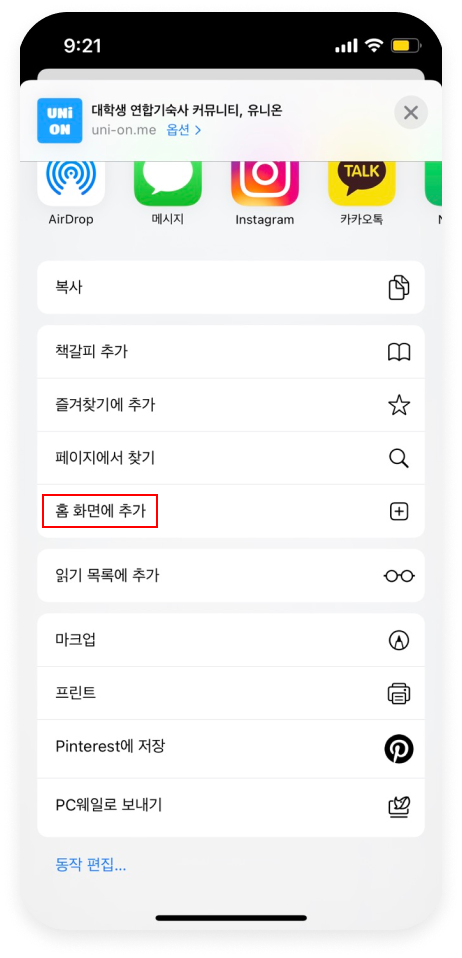 9:21
UNi
ON
대학생 연합기숙사 커뮤니티, 유니온
uni-on.me 옵션 >
TALK
AirDrop 메시지 Instagram 카카오톡
복사
책갈피 추가
즐겨찾기에 추가
페이지에서 찾기
홈 화면에 추가
읽기 목록에 추가
마크업
프린트
Pinterest에 저장
PC웨일로 보내기
동작 편집...